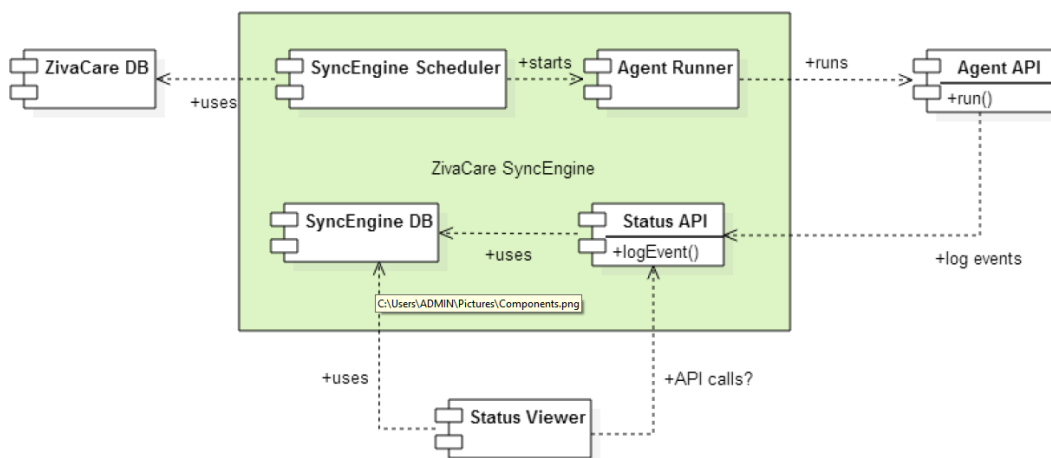 ZivaCare DB
SyncEngine Scheduler
+starts
Agent Runner
+runs
Agent API
+run()
+uses
ZivaCare SyncEngine
SyncEngine DB
+uses
Status API
+logEvent()
+log events
C:\Users\ADMIN\Pictures\Components.png
+uses
+API calls?
Status Viewer